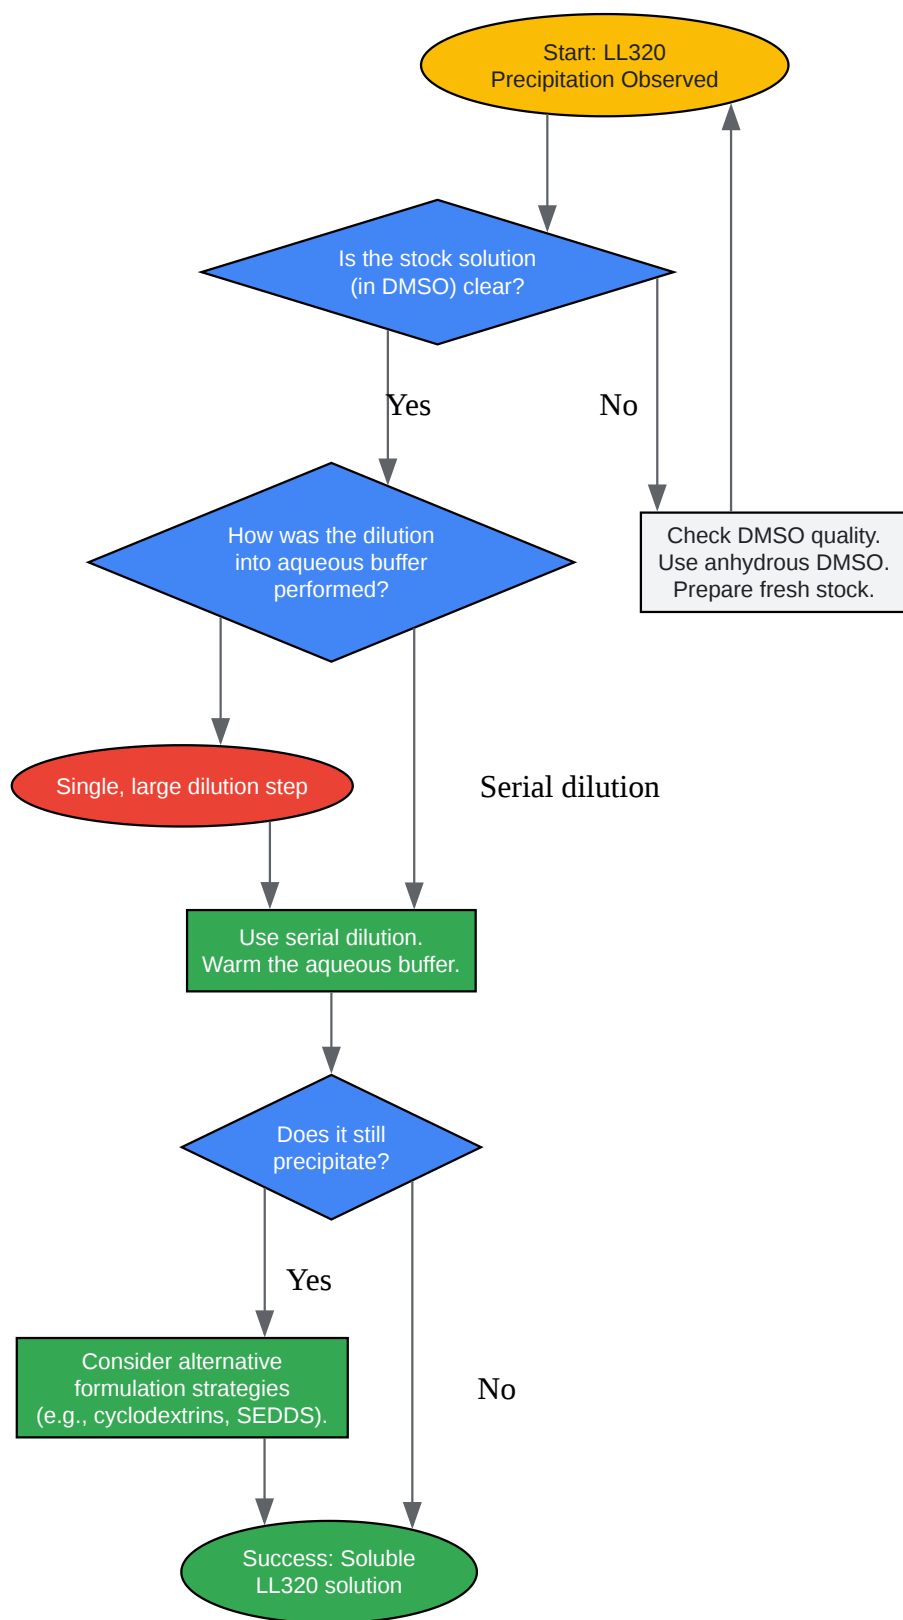 Start: LL320
Precipitation Observed
Is the stock solution
(in DMSO) clear?
Yes
No
How was the dilution
into aqueous buffer
performed?
Check DMSO quality.
Use anhydrous DMSO.
Prepare fresh stock.
Single, large dilution step
Serial dilution
Use serial dilution.
Warm the aqueous buffer.
Does it still
precipitate?
Yes
Consider alternative
formulation strategies
(e.g., cyclodextrins, SEDDS).
No
Success: Soluble
LL320 solution